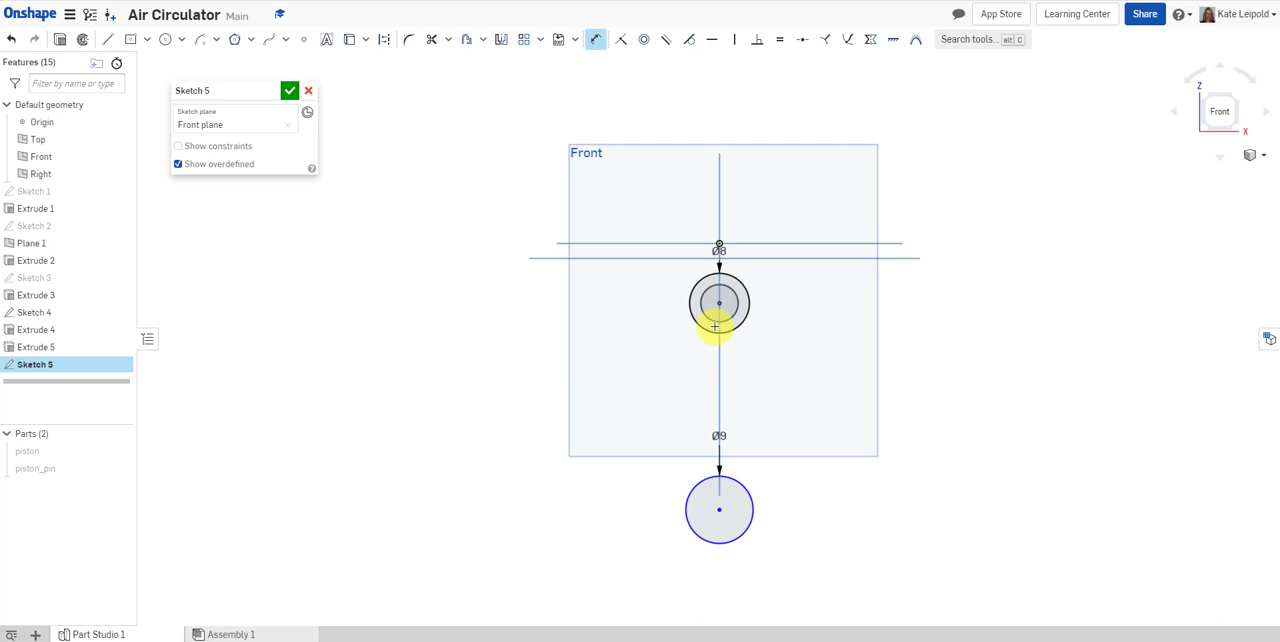 Onshape
Air Circulator Main
App Store
Learning Center
Share
Kate Leipold
Search tools... alt C
Features (15)
Filter by name or type
Default geometry
Origin
Top
Front
Right
Sketch 1
Extrude 1
Sketch 2
Plane 1
Extrude 2
Sketch 3
Extrude 3
Sketch 4
Extrude 4
Extrude 5
Sketch 5
Parts (2)
piston
piston_pin
Sketch 5
Sketch plane
Front plane
Show constraints
Show overdefined
Front
Ø8
Ø9
Z
Front
X
Part Studio 1
Assembly 1